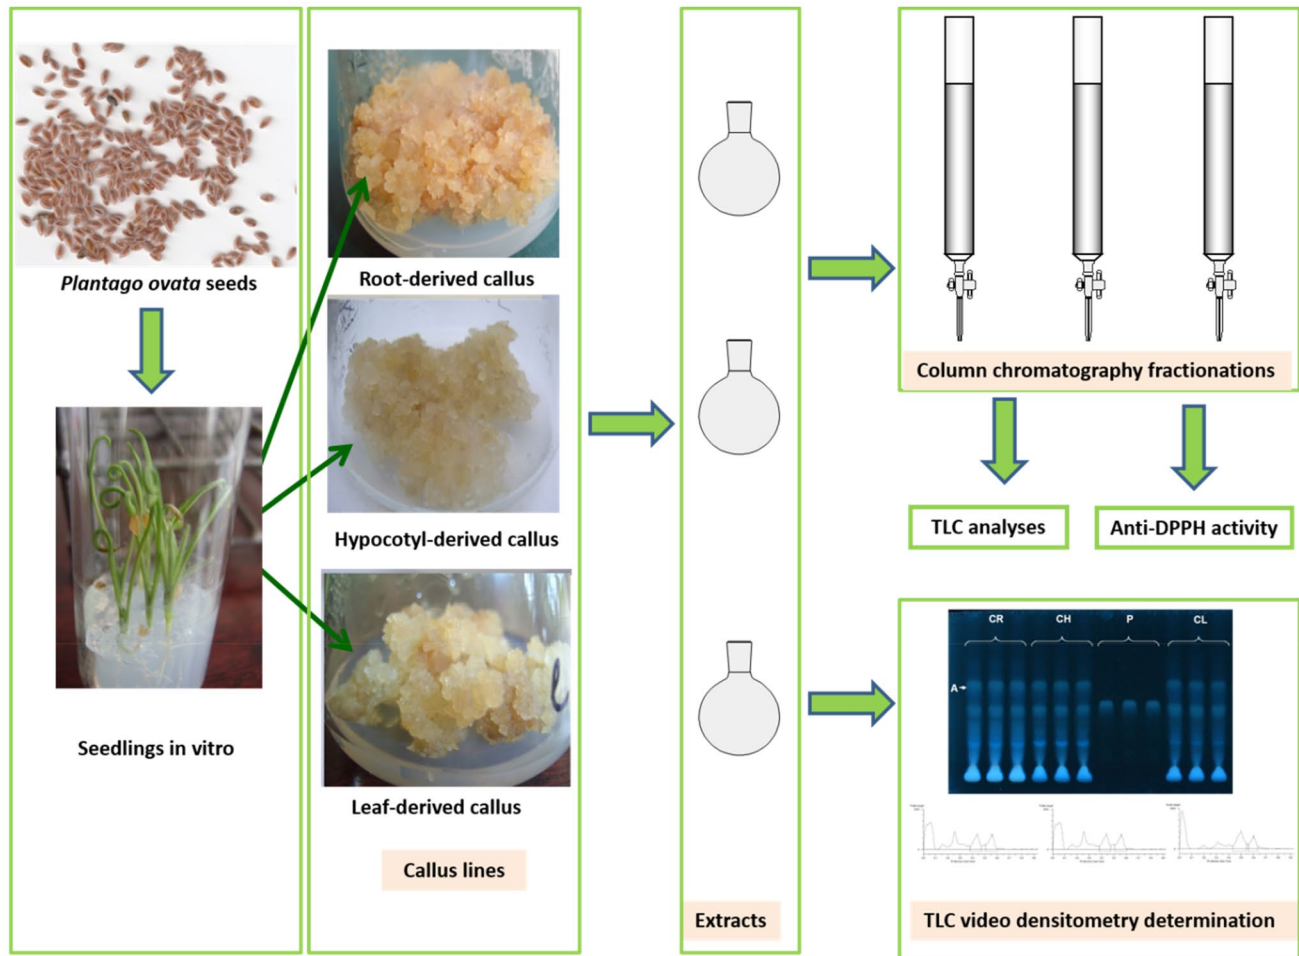 Plantago ovata seeds
Seedlings in vitro
Root-derived callus
Hypocotyl-derived callus
Leaf-derived callus
Callus lines
Extracts
Column chromatography fractionations
TLC analyses
Anti-DPPH activity
CR CH P CL
A
TLC video densitometry determination